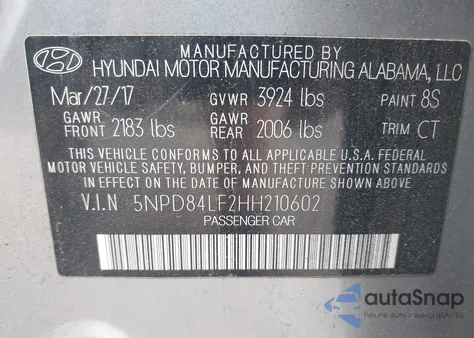 MANUFACTURED BY
HYUNDAI MOTOR MANUFACTURING ALABAMA, LLC
Mar/27/17 GVWR 3924 lbs PAINT 8S
GAWR FRONT 2183 lbs GAWR REAR 2006 lbs TRIM CT
THIS VEHICLE CONFORMS TO ALL APPLICABLE U.S.A. FEDERAL
MOTOR VEHICLE SAFETY, BUMPER, AND THEFT PREVENTION STANDARDS
IN EFFECT ON THE DATE OF MANUFACTURE SHOWN ABOVE.
V.I.N 5NPD84LF2HH210602
PASSENGER CAR
autoSnap